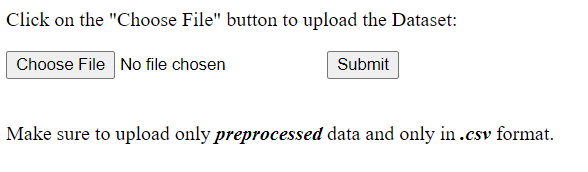 Click on the "Choose File" button to upload the Dataset:
Choose File No file chosen Submit
Make sure to upload only preprocessed data and only in .csv format.